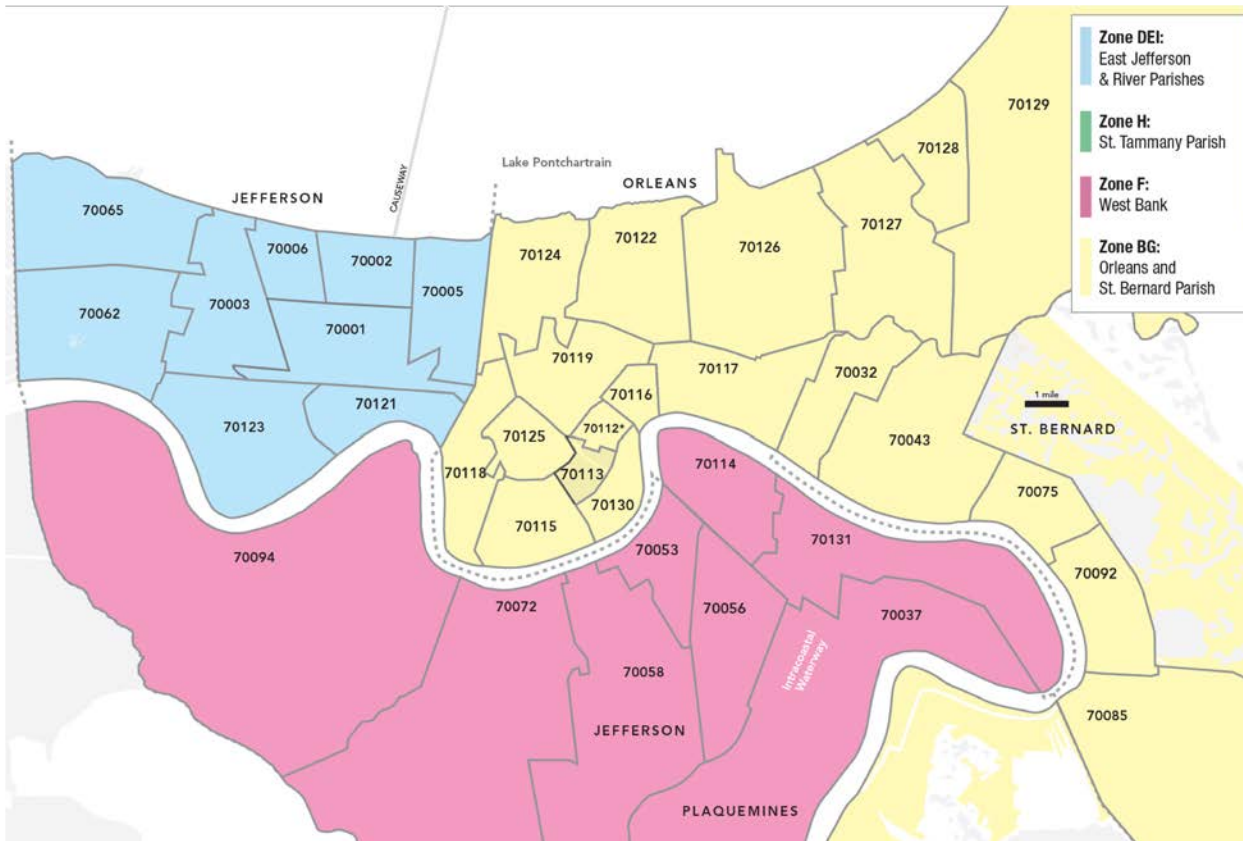 Zone DEI:
East Jefferson
& River Parishes
Zone H:
St. Tammany Parish
Zone F:
West Bank
Zone BG:
Orleans and
St. Bernard Parish
70129
70128
Lake Pontchartrain
CAUSEWAY
JEFFERSON
ORLEANS
70065
70006
70002
70005
70124
70122
70126
70127
70062
70003
70001
70119
70117
70032
70116
1 mile
70123
70121
70125
70112*
70043
ST. BERNARD
70118
70113
70114
70075
70115
70130
70094
70053
70131
70092
70072
70056
70037
70058
Intracoastal
Waterway
JEFFERSON
70085
PLAQUEMINES